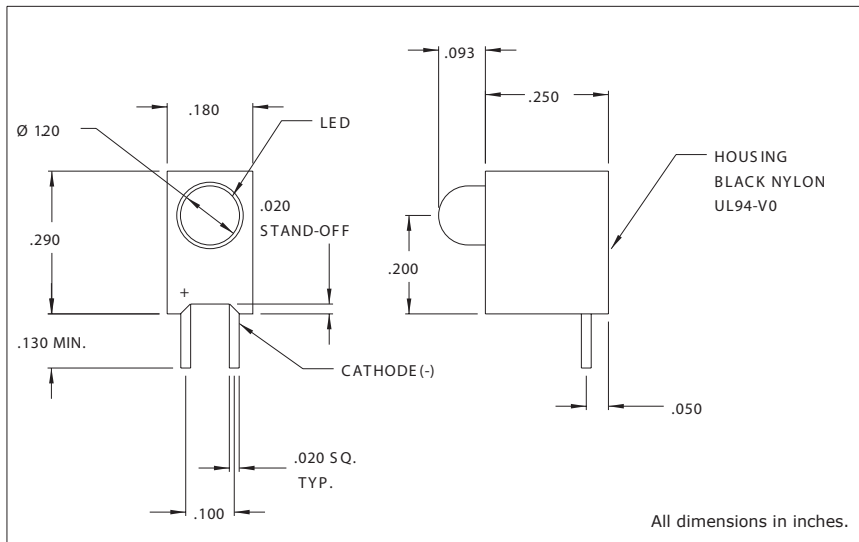 .093
.180
.250
Ø 120
LED
HOUSING
BLACK NYLON
UL94-V0
.020
STAND-OFF
.290
.200
+
.130 MIN.
CATHODE(-)
.050
.020 SQ.
TYP.
.100
All dimensions in inches.